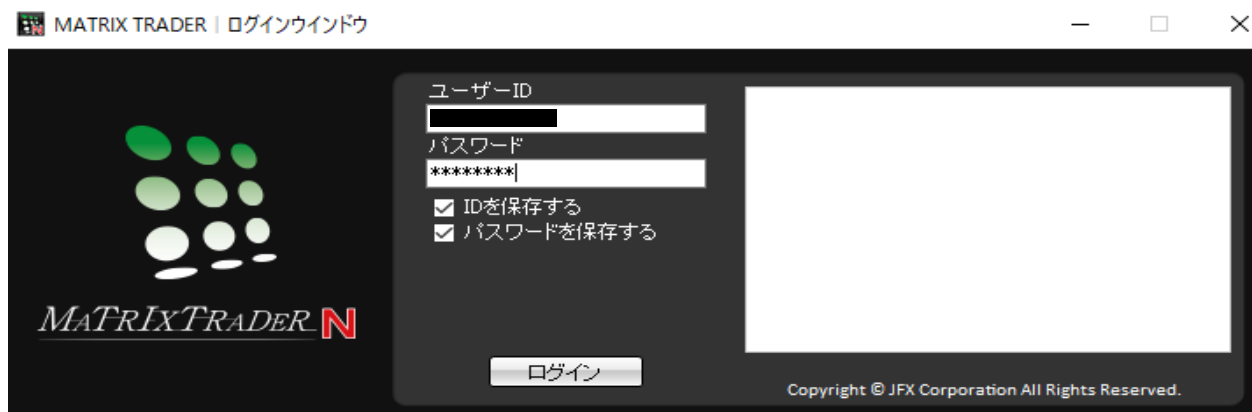 MATRIX TRADER | ログインウインドウ
ユーザーID
パスワード
********
IDを保存する
パスワードを保存する
MATRIXTRADER N
ログイン
Copyright © JFX Corporation All Rights Reserved.